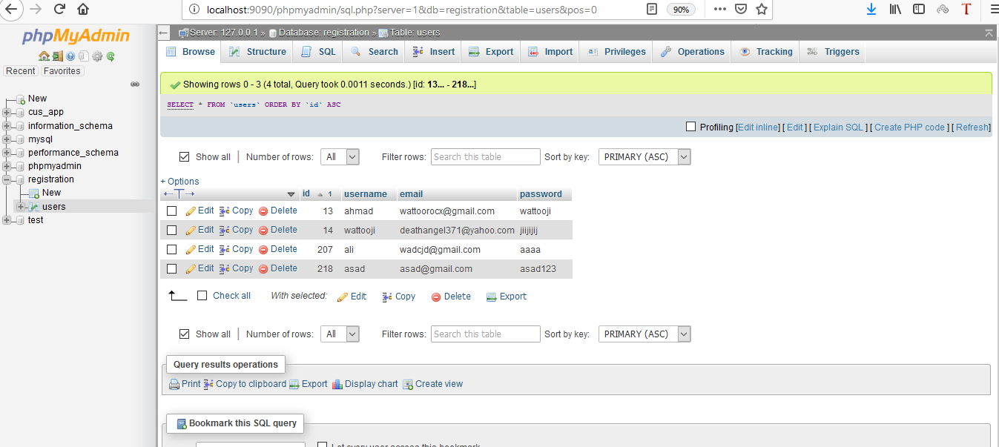 localhost:9090/phpmyadmin/sql.php?server=1&db=registration&table=users&pos=0 90%
phpMyAdmin
Recent Favorites
New
cus_app
information_schema
mysql
performance_schema
phpmyadmin
registration
New
users
test
Server: 127.0.0.1 » Database: registration » Table: users
Browse Structure SQL Search Insert Export Import Privileges Operations Tracking Triggers
Showing rows 0 - 3 (4 total, Query took 0.0011 seconds.) [id: 13... - 218...]
SELECT * FROM `users` ORDER BY `id` ASC
Profiling [Edit inline] [ Edit ] [ Explain SQL ] [ Create PHP code ] [ Refresh]
Show all | Number of rows: All Filter rows: Search this table Sort by key: PRIMARY (ASC)
+ Options
←T→ id 1 username email password
Edit Copy Delete 13 ahmad wattoorocx@gmail.com wattooji
Edit Copy Delete 14 wattooji deathangel371@yahoo.com jiijijij
Edit Copy Delete 207 ali wadcjd@gmail.com aaaa
Edit Copy Delete 218 asad asad@gmail.com asad123
Check all With selected: Edit Copy Delete Export
Show all | Number of rows: All Filter rows: Search this table Sort by key: PRIMARY (ASC)
Query results operations
Print Copy to clipboard Export Display chart Create view
Bookmark this SQL query
Let every user access this bookmark